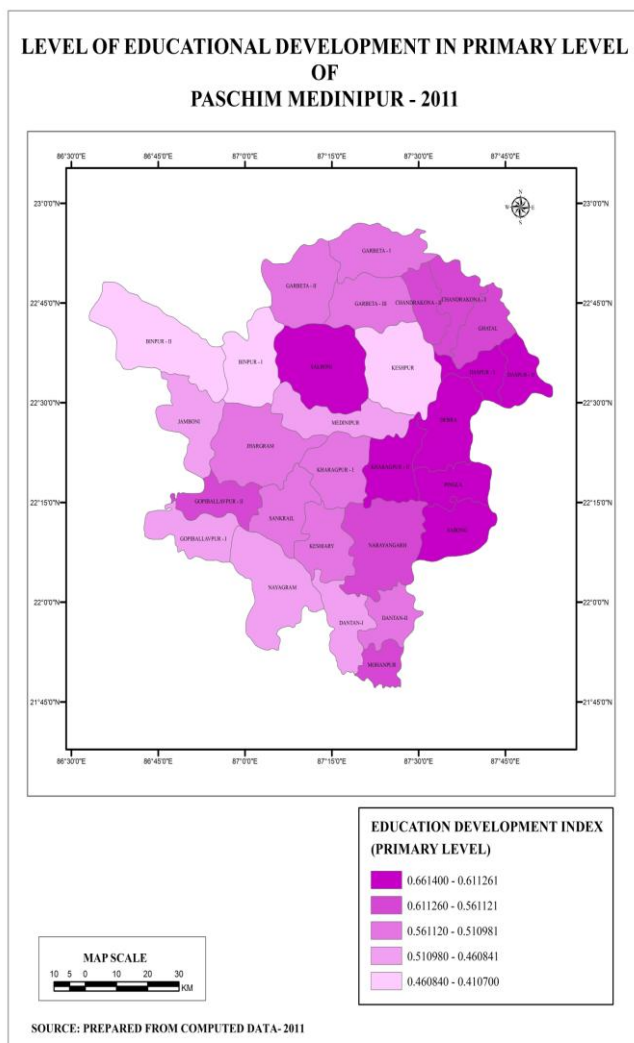 LEVEL OF EDUCATIONAL DEVELOPMENT IN PRIMARY LEVEL
OF
PASCHIM MEDINIPUR - 2011
86°30'0"E 86°45'0"E 87°0'0"E 87°15'0"E 87°30'0"E 87°45'0"E
N
W E
S
23°0'0"N 23°0'0"N
GARBETA - I
GARBETA - II
GARBETA - III
CHANDRAKONA - II
CHANDRAKONA - I
22°45'0"N 22°45'0"N
GHATAL
BINPUR - II
BINPUR - I
KESHPUR
22°30'0"N 22°30'0"N
JAMBONI
MEDINIPUR
DEBRA
JHARGRAM
KHARAGPUR - I
KHARAGPUR - II
PINGLA
22°15'0"N 22°15'0"N
GOPIBALLAVPUR - II
SANKRAIL
SABONG
GOPIBALLAVPUR - I
KESHIARY
NARAYANGARH
NAYAGRAM
22°0'0"N 22°0'0"N
DANTAN-I
DANTAN-II
MOHANPUR
21°45'0"N 21°45'0"N
86°30'0"E 86°45'0"E 87°0'0"E 87°15'0"E 87°30'0"E 87°45'0"E
EDUCATION DEVELOPMENT INDEX
(PRIMARY LEVEL)
0.661400 - 0.611261
0.611260 - 0.561121
0.561120 - 0.510981
0.510980 - 0.460841
0.460840 - 0.410700
MAP SCALE
10 5 0 10 20 30
KM
SOURCE: PREPARED FROM COMPUTED DATA- 2011